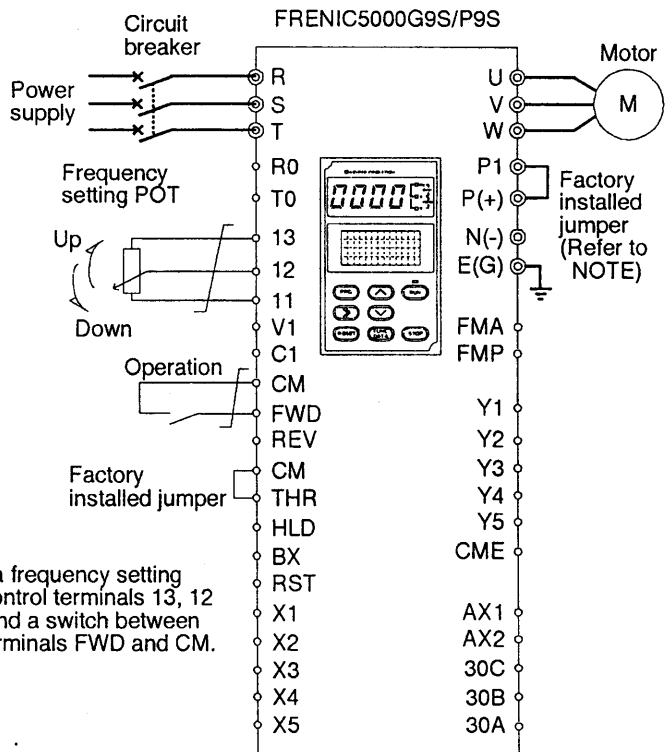 FRENIC5000G9S/P9S
Circuit
breaker
Power
supply
R
S
T
Frequency
setting POT
R0
T0
Up
Down
13
12
11
V1
C1
Operation
CM
FWD
REV
Factory
installed jumper
CM
THR
HLD
BX
RST
X1
X2
X3
X4
X5
a frequency setting
ontrol terminals 13, 12
nd a switch between
rminals FWD and CM.
0000
STOP
Motor
M
U
V
W
P1
P(+)
N(-)
E(G)
Factory
installed
jumper
(Refer to
NOTE)
FMA
FMP
Y1
Y2
Y3
Y4
Y5
CME
AX1
AX2
30C
30B
30A